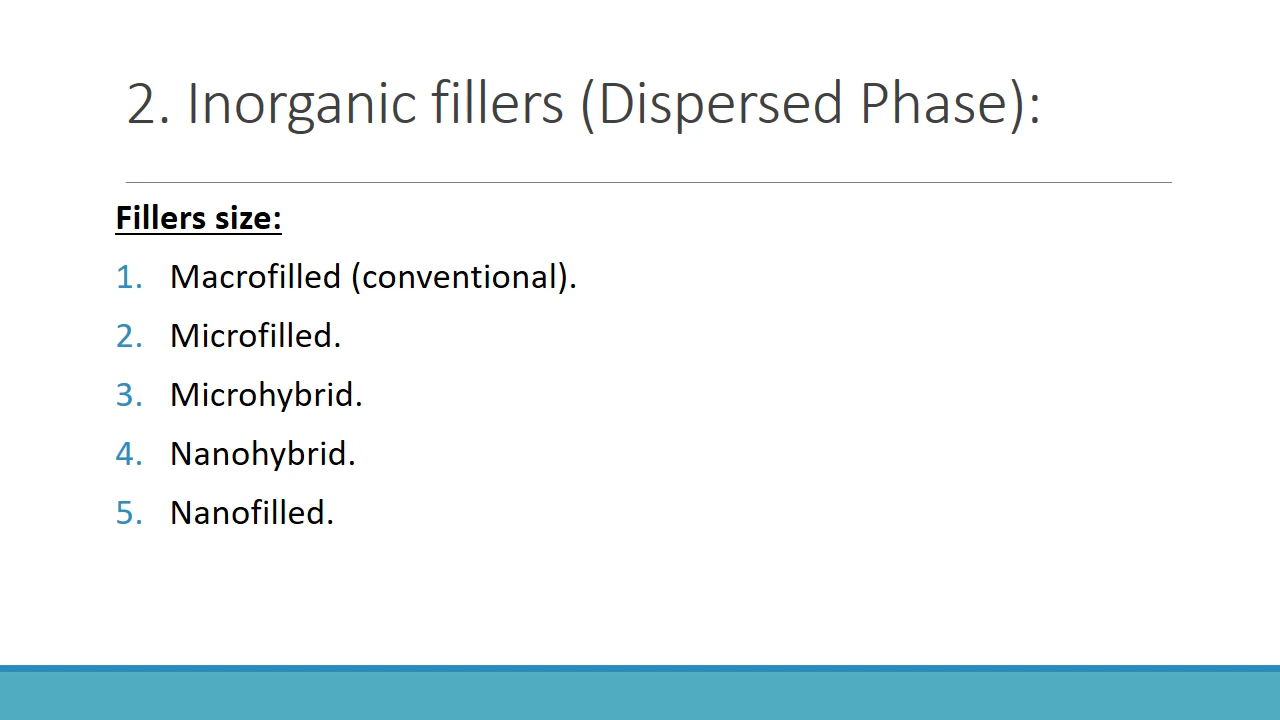 2. Inorganic fillers (Dispersed Phase):
Fillers size:
1. Macrofilled (conventional).
2. Microfilled.
3. Microhybrid.
4. Nanohybrid.
5. Nanofilled.